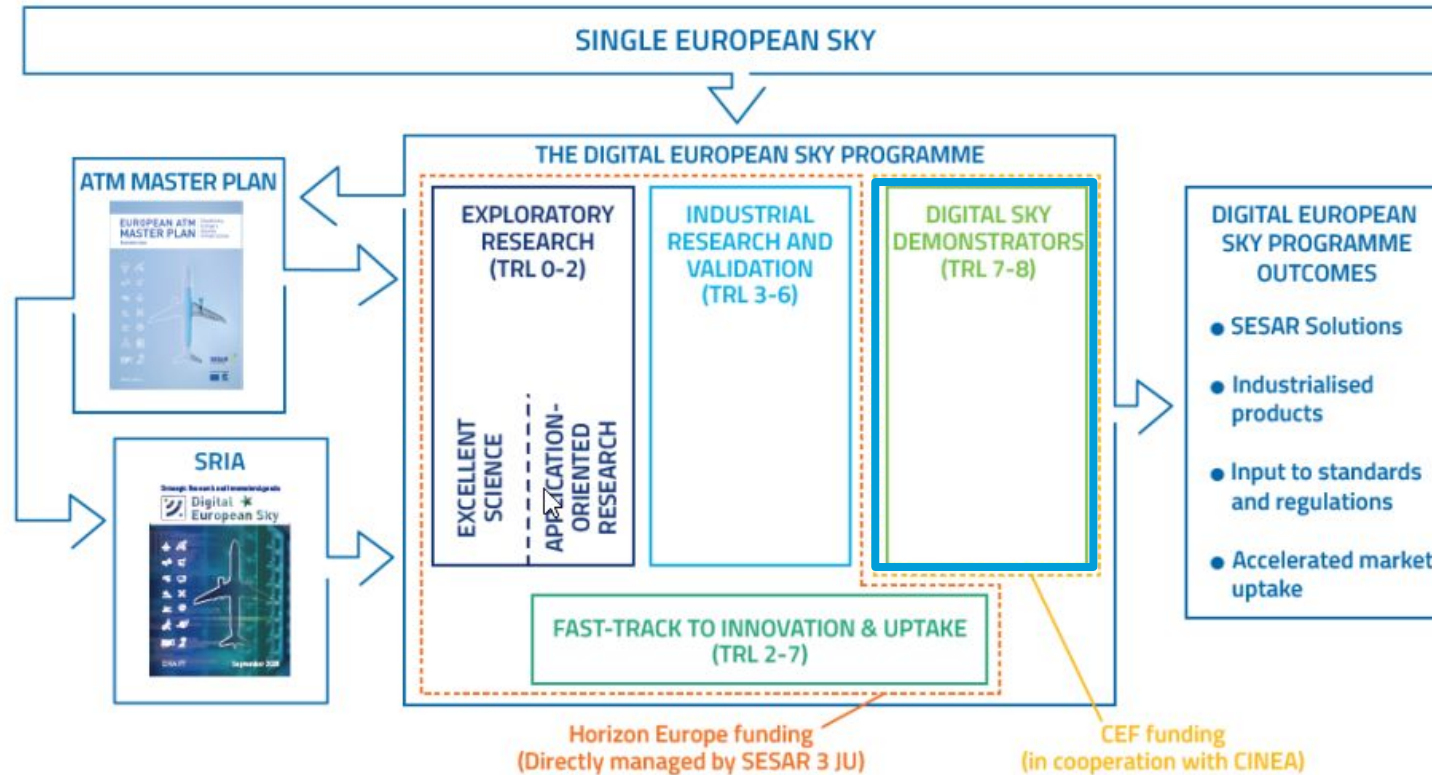 SINGLE EUROPEAN SKY
THE DIGITAL EUROPEAN SKY PROGRAMME
ATM MASTER PLAN
EUROPEAN ATM
MASTER PLAN
SRIA
Digital
European Sky
September 2020
EXPLORATORY
RESEARCH
(TRL 0-2)
EXCELLENT
SCIENCE
APPLICATION-
ORIENTED
RESEARCH
INDUSTRIAL
RESEARCH AND
VALIDATION
(TRL 3-6)
DIGITAL SKY
DEMONSTRATORS
(TRL 7-8)
FAST-TRACK TO INNOVATION & UPTAKE
(TRL 2-7)
DIGITAL EUROPEAN
SKY PROGRAMME
OUTCOMES
SESAR Solutions
Industrialised
products
Input to standards
and regulations
Accelerated market
uptake
Horizon Europe funding
(Directly managed by SESAR 3 JU)
CEF funding
(in cooperation with CINEA)